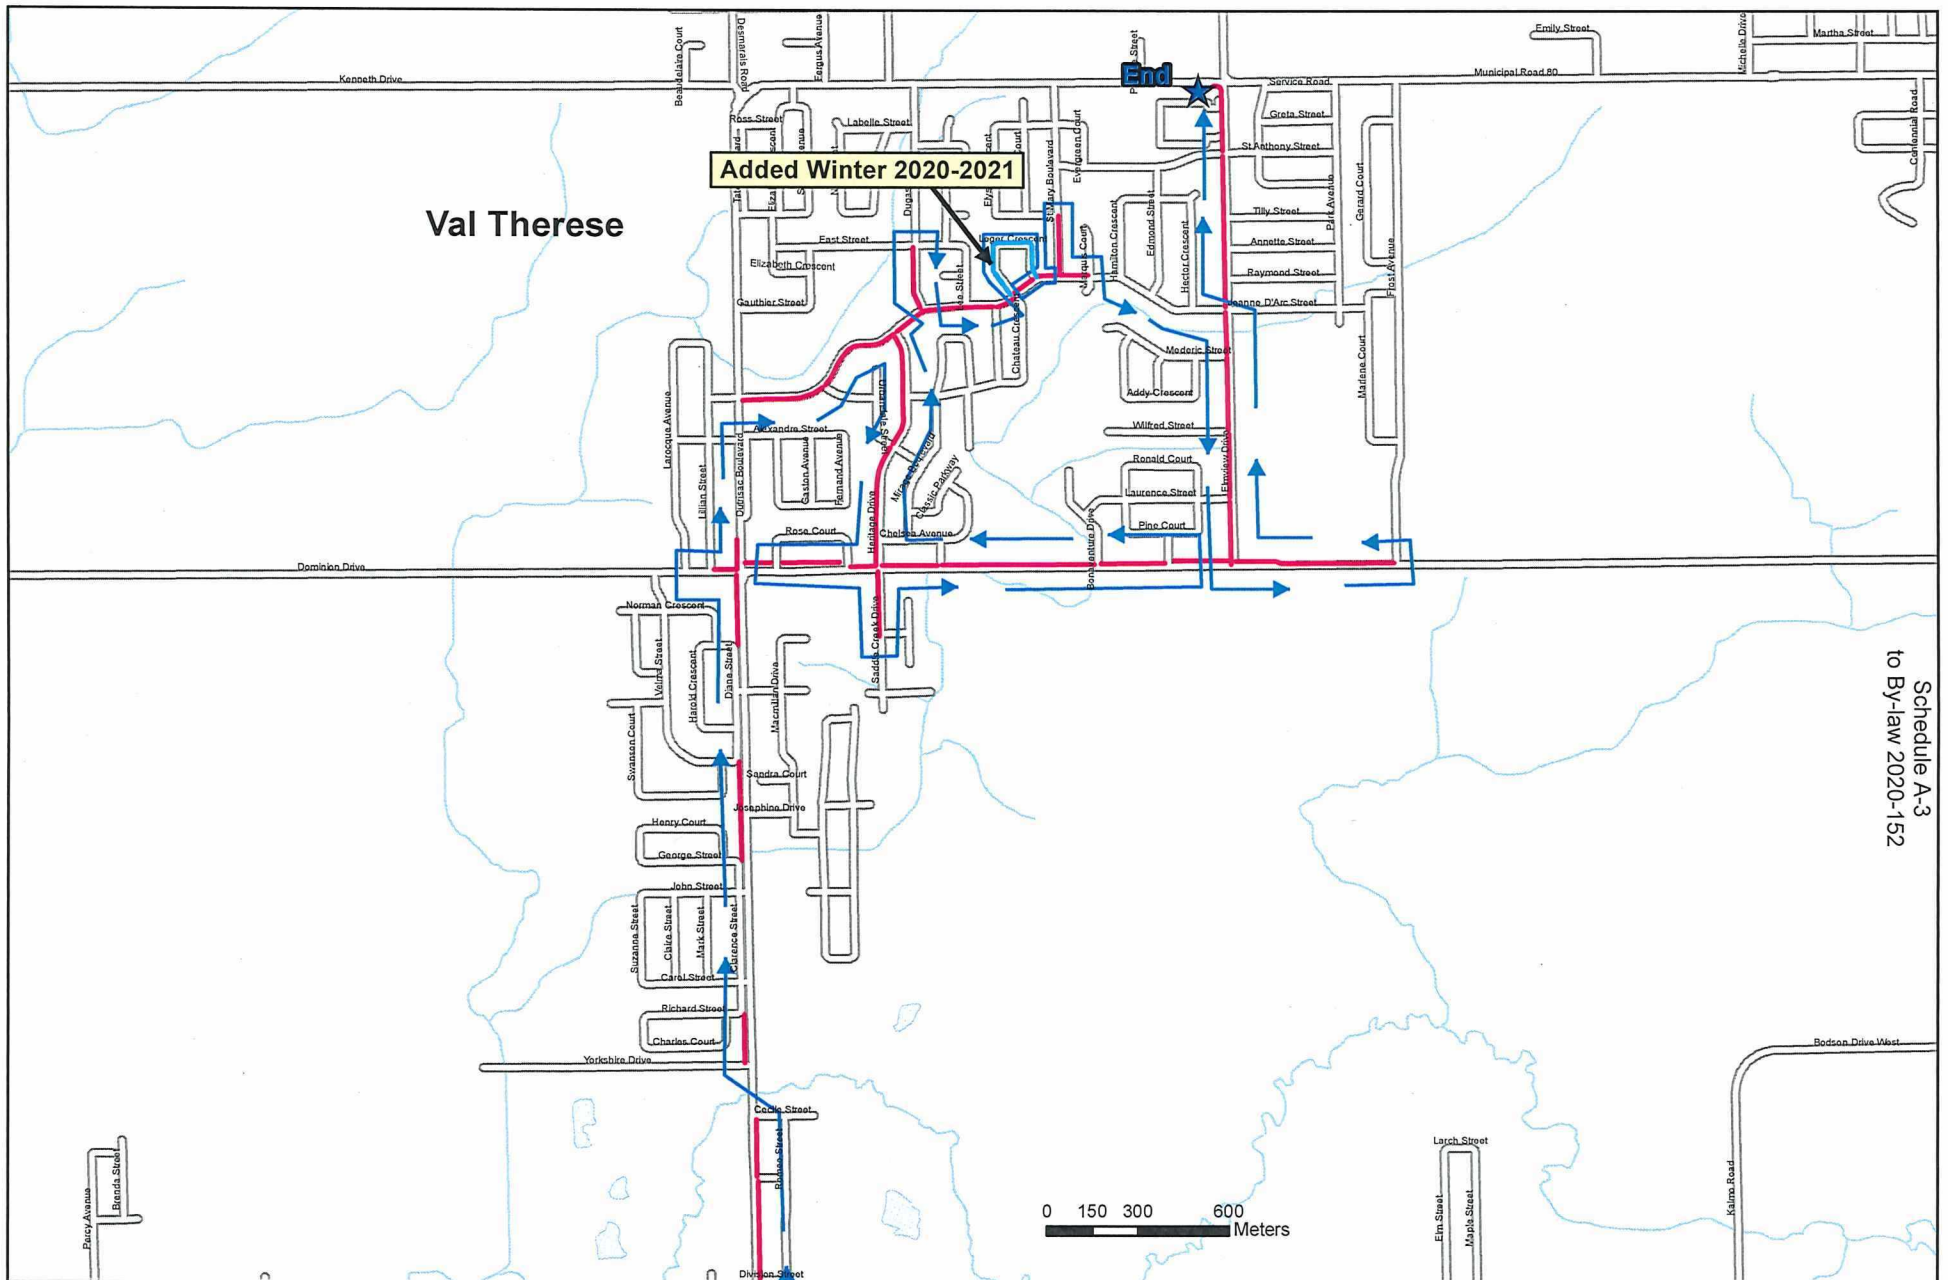 Emily Street
Martha Street
Michelle Drive
Beaudelaire Court
Desmarais Road
Fergus Avenue
Kenneth Drive
End
Service Road
Municipal Road 80
Centennial Road
Ross Street
Labelle Street
Greta Street
St Anthony Street
Evergreen Court
St Mary Boulevard
Added Winter 2020-2021
Val Therese
Gerard Court
Park Avenue
Tilly Street
East Street
Leger Crescent
Marquis Court
Hamilton Crescent
Edmond Street
Hector Crescent
Annette Street
Elizabeth Crescent
Raymond Street
Frost Avenue
Gauthier Street
Jeanne D'Arc Street
Chateau Crescent
Mederic Street
Marlene Court
Addy Crescent
Larocque Avenue
Alexandre Street
Wilfred Street
Lillian Street
Dutrisac Boulevard
Gaston Avenue
Fernand Avenue
Classic Parkway
Ronald Court
Laurence Street
Elmview Drive
Heritage Drive
Rose Court
Chelsea Avenue
Bonaventure Drive
Pine Court
Dominion Drive
Norman Crescent
Saddle Creek Drive
Velma Street
Harold Crescent
Diane Street
Macmillan Drive
Schedule A-3
to By-law 2020-152
Swanson Court
Sandra Court
Josephine Drive
Henry Court
George Street
John Street
Suzanne Street
Claire Street
Mark Street
Clarence Street
Carol Street
Richard Street
Charles Court
Yorkshire Drive
Bodson Drive West
Cecile Street
Romeo Street
Larch Street
Percy Avenue
Brenda Street
Elm Street
Maple Street
Kalmo Road
0 150 300 600
Meters
Division Street